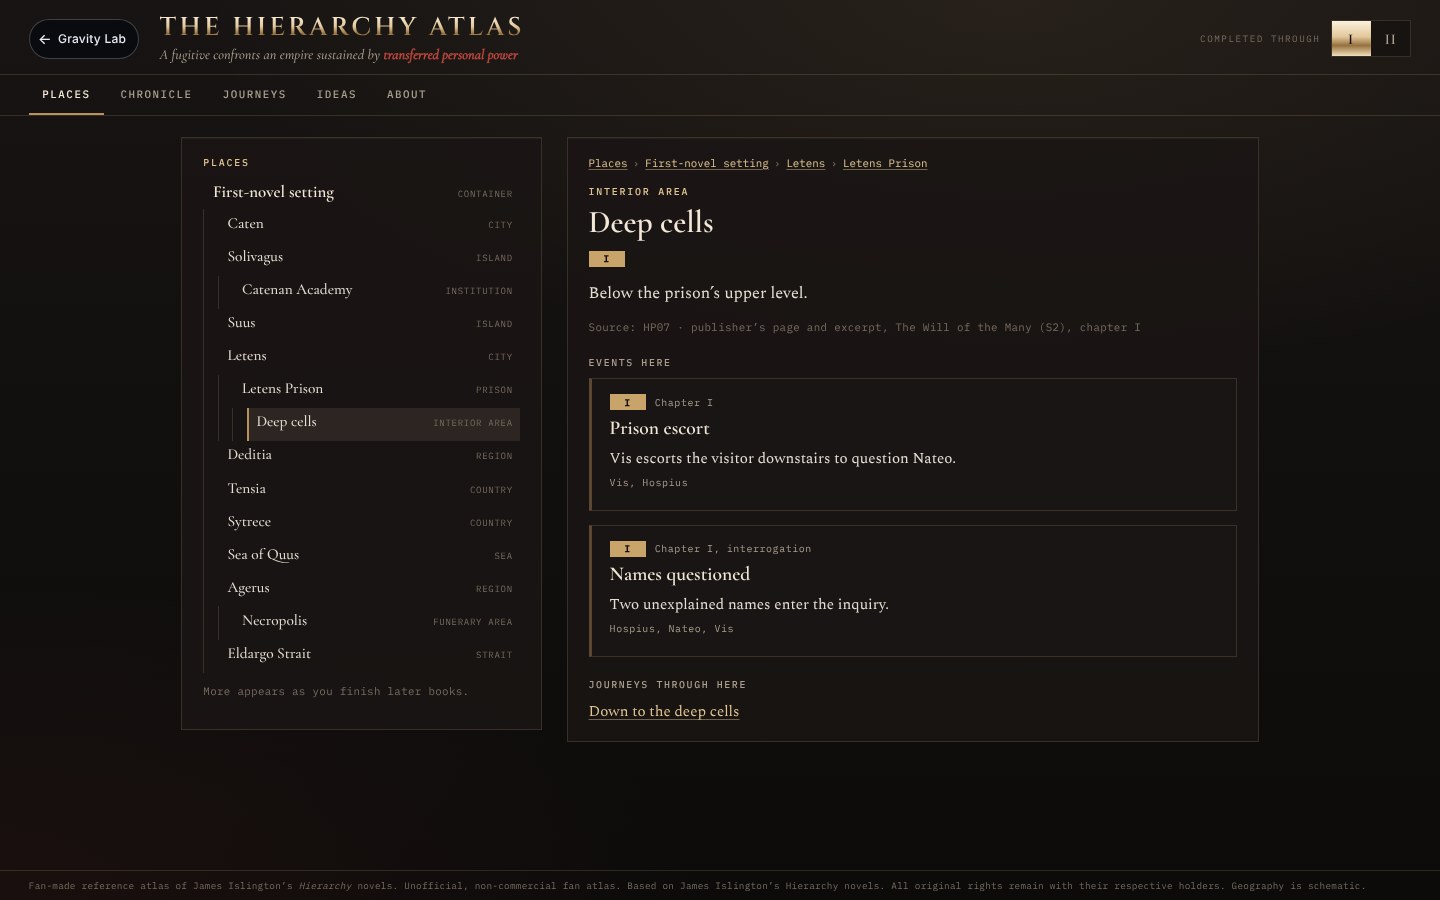 ← Gravity Lab
THE HIERARCHY ATLAS
A fugitive confronts an empire sustained by transferred personal power
COMPLETED THROUGH I II
PLACES CHRONICLE JOURNEYS IDEAS ABOUT
PLACES
First-novel setting CONTAINER
Caten CITY
Solivagus ISLAND
Catenan Academy INSTITUTION
Suus ISLAND
Letens CITY
Letens Prison PRISON
Deep cells INTERIOR AREA
Deditia REGION
Tensia COUNTRY
Sytrece COUNTRY
Sea of Quus SEA
Agerus REGION
Necropolis FUNERARY AREA
Eldargo Strait STRAIT
More appears as you finish later books.
Places › First-novel setting › Letens › Letens Prison
INTERIOR AREA
Deep cells
I
Below the prison’s upper level.
Source: HP07 · publisher’s page and excerpt, The Will of the Many (S2), chapter I
EVENTS HERE
I Chapter I
Prison escort
Vis escorts the visitor downstairs to question Nateo.
Vis, Hospius
I Chapter I, interrogation
Names questioned
Two unexplained names enter the inquiry.
Hospius, Nateo, Vis
JOURNEYS THROUGH HERE
Down to the deep cells
Fan-made reference atlas of James Islington’s Hierarchy novels. Unofficial, non-commercial fan atlas. Based on James Islington’s Hierarchy novels. All original rights remain with their respective holders. Geography is schematic.